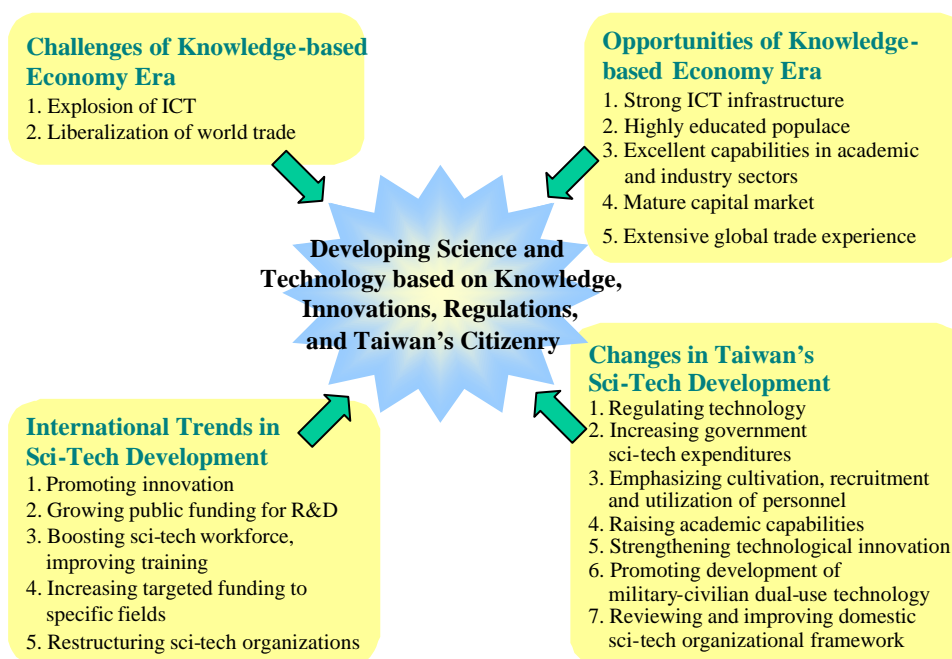 Challenges of Knowledge-based
Economy Era
1. Explosion of ICT
2. Liberalization of world trade
Opportunities of Knowledge-
based Economy Era
1. Strong ICT infrastructure
2. Highly educated populace
3. Excellent capabilities in academic
and industry sectors
4. Mature capital market
5. Extensive global trade experience
Developing Science and
Technology based on Knowledge,
Innovations, Regulations,
and Taiwan's Citizenry
International Trends in
Sci-Tech Development
1. Promoting innovation
2. Growing public funding for R&D
3. Boosting sci-tech workforce,
improving training
4. Increasing targeted funding to
specific fields
5. Restructuring sci-tech organizations
Changes in Taiwan's
Sci-Tech Development
1. Regulating technology
2. Increasing government
sci-tech expenditures
3. Emphasizing cultivation, recruitment
and utilization of personnel
4. Raising academic capabilities
5. Strengthening technological innovation
6. Promoting development of
military-civilian dual-use technology
7. Reviewing and improving domestic
sci-tech organizational framework